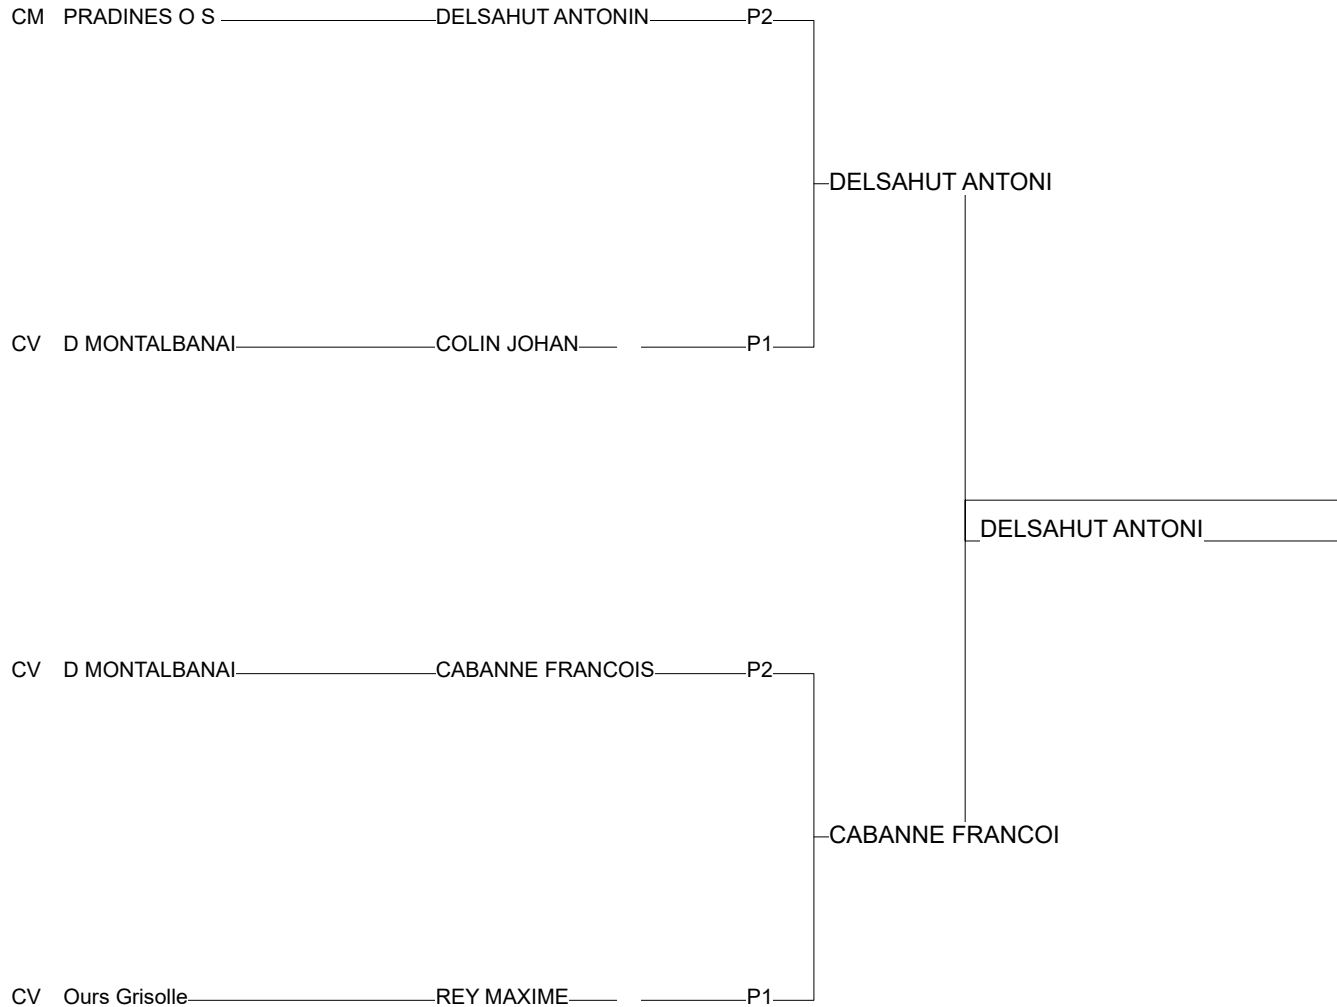 CM PRADINES O S DELSAHUT ANTONIN P2
DELSAHUT ANTONI
CV D MONTALBANAI COLIN JOHAN P1
DELSAHUT ANTONI
CV D MONTALBANAI CABANNE FRANCOIS P2
CABANNE FRANCOI
CV Ours Grisolle REY MAXIME P1